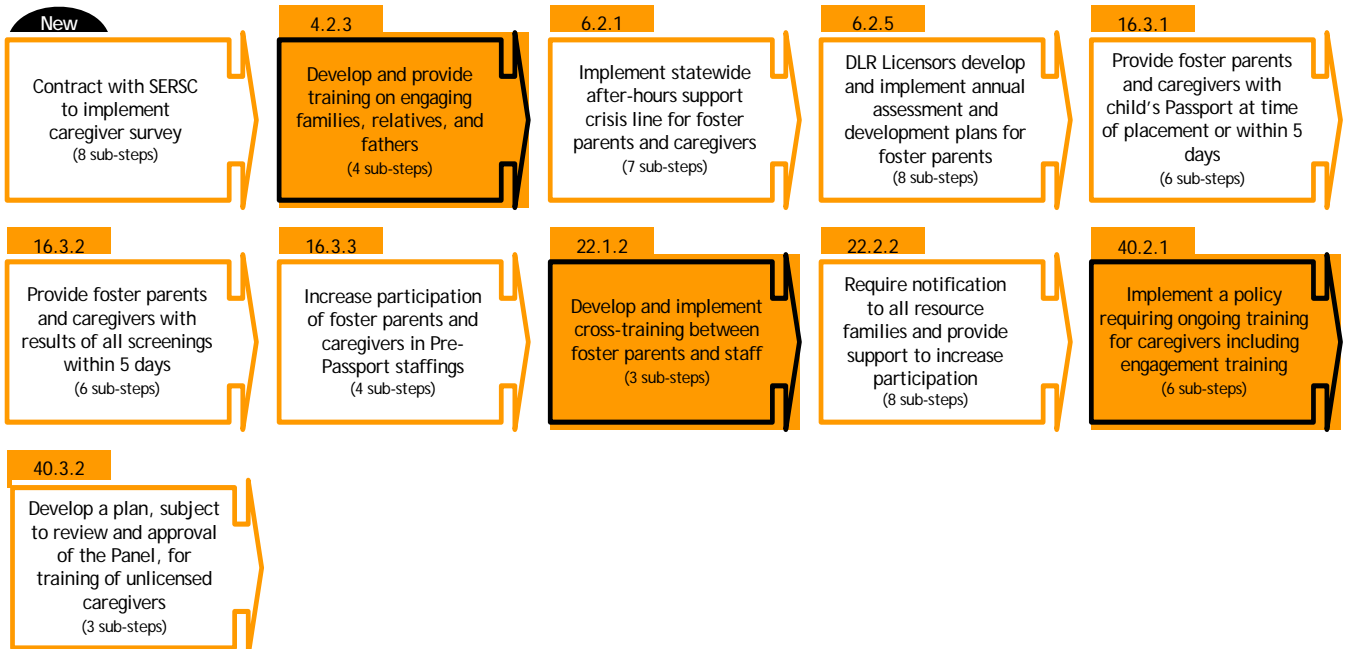 New
Contract with SERSC
to implement
caregiver survey
(8 sub-steps)
4.2.3
Develop and provide
training on engaging
families, relatives, and
fathers
(4 sub-steps)
6.2.1
Implement statewide
after-hours support
crisis line for foster
parents and caregivers
(7 sub-steps)
6.2.5
DLR Licensors develop
and implement annual
assessment and
development plans for
foster parents
(8 sub-steps)
16.3.1
Provide foster parents
and caregivers with
child's Passport at time
of placement or within 5
days
(6 sub-steps)
16.3.2
Provide foster parents
and caregivers with
results of all screenings
within 5 days
(6 sub-steps)
16.3.3
Increase participation
of foster parents and
caregivers in Pre-
Passport staffings
(4 sub-steps)
22.1.2
Develop and implement
cross-training between
foster parents and staff
(3 sub-steps)
22.2.2
Require notification
to all resource
families and provide
support to increase
participation
(8 sub-steps)
40.2.1
Implement a policy
requiring ongoing training
for caregivers including
engagement training
(6 sub-steps)
40.3.2
Develop a plan, subject
to review and approval
of the Panel, for
training of unlicensed
caregivers
(3 sub-steps)